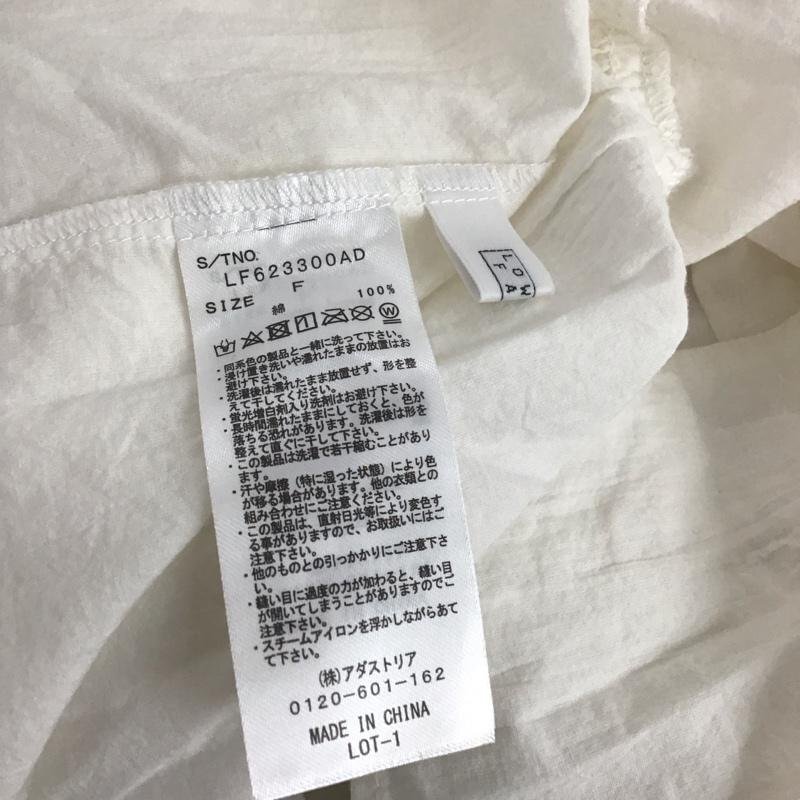 S/TNO.
LF623300AD
SIZE F
綿 100%
・同系色の製品と一緒に洗って下さい。
・浸け置き洗いや濡れたままの放置はお
避け下さい。
・洗濯後は濡れたまま放置せず、形を整
えて干してください。
・蛍光増白剤入り洗剤はお避け下さい。
・長時間濡れたままにしておくと、色が
落ちる恐れがあります。洗濯後は形を
整えて直ぐに干して下さい。
・この製品は洗濯で若干縮むことがあり
ます。
・汗や摩擦（特に湿った状態）により色
が移る場合があります。他の衣類との
組み合わせにご注意ください。
・この製品は、直射日光等により変色す
る事がありますので、お取扱いにはご
注意下さい。
・他のものとの引っかかりにご注意下さ
い。
・縫い目に過度の力が加わると、縫い目
が開いてしまうことがありますのでご
注意下さい。
・スチームアイロンを浮かしながらあて
て下さい。
(株)アダストリア
0120-601-162
MADE IN CHINA
LOT-1
LOW
FA